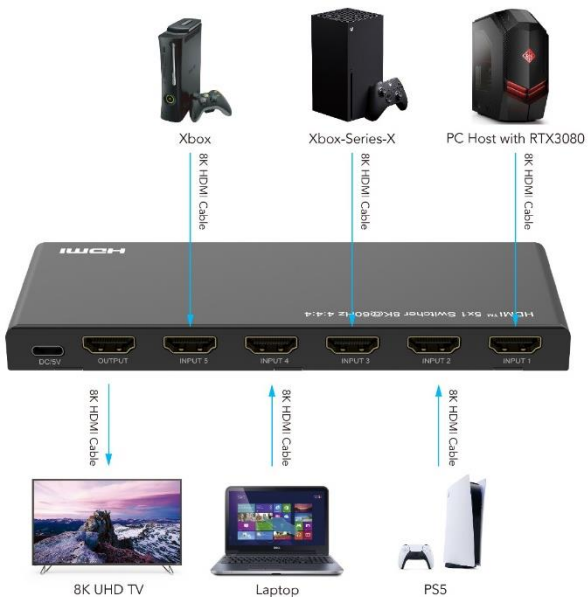 Xbox
Xbox-Series-X
PC Host with RTX3080
8K HDMI Cable
8K HDMI Cable
8K HDMI Cable
HDMI
HDMI™ 5x1 Switcher 8K@60Hz 4:4:4
DC/5V
OUTPUT
INPUT 5
INPUT 4
INPUT 3
INPUT 2
INPUT 1
8K HDMI Cable
8K HDMI Cable
8K HDMI Cable
8K UHD TV
Laptop
PS5